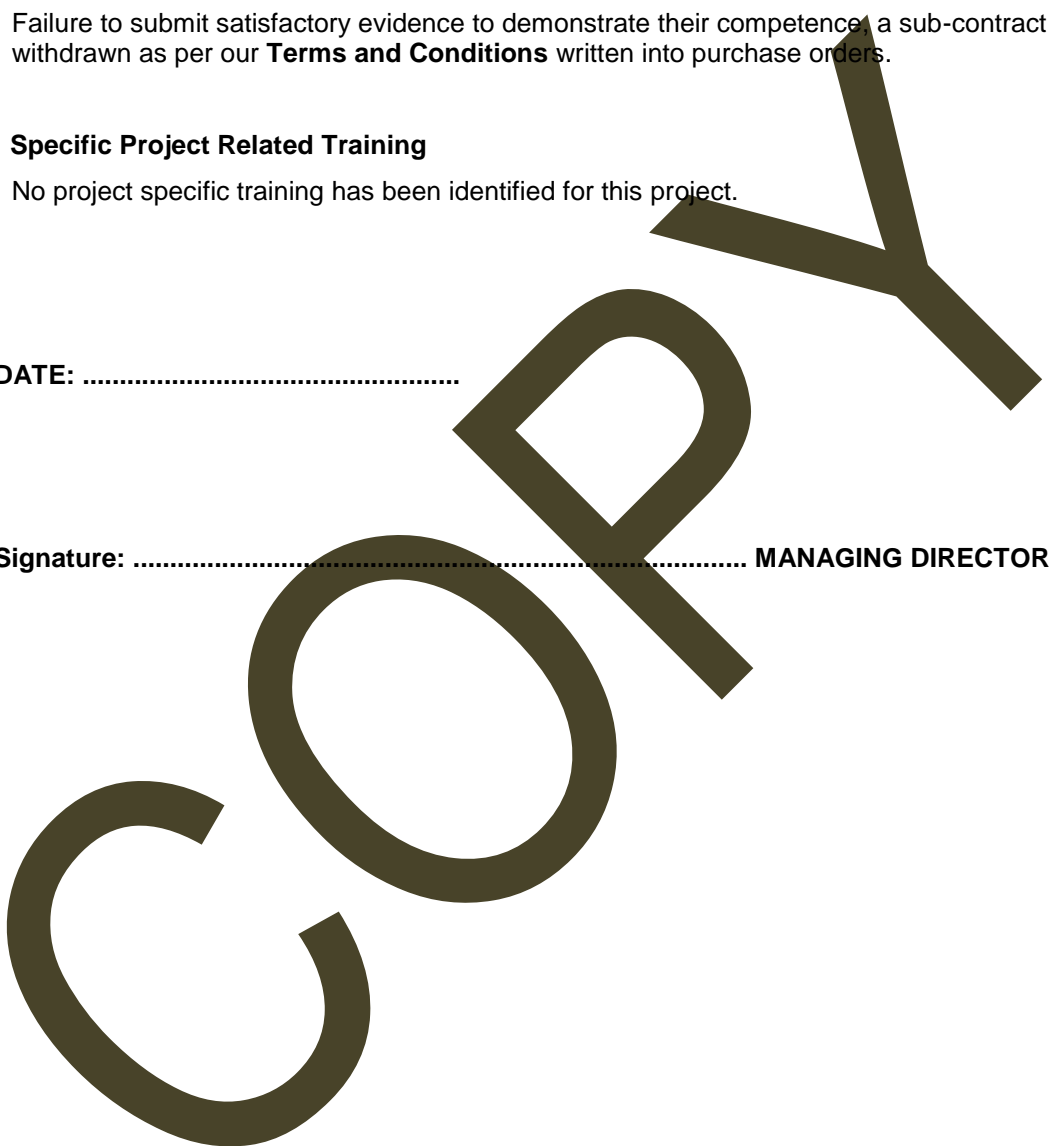 Failure to submit satisfactory evidence to demonstrate their competence, a sub-contract
withdrawn as per our Terms and Conditions written into purchase orders.
Specific Project Related Training
No project specific training has been identified for this project.
DATE: ....................................................
Signature: ..................................................................................... MANAGING DIRECTOR
COPY